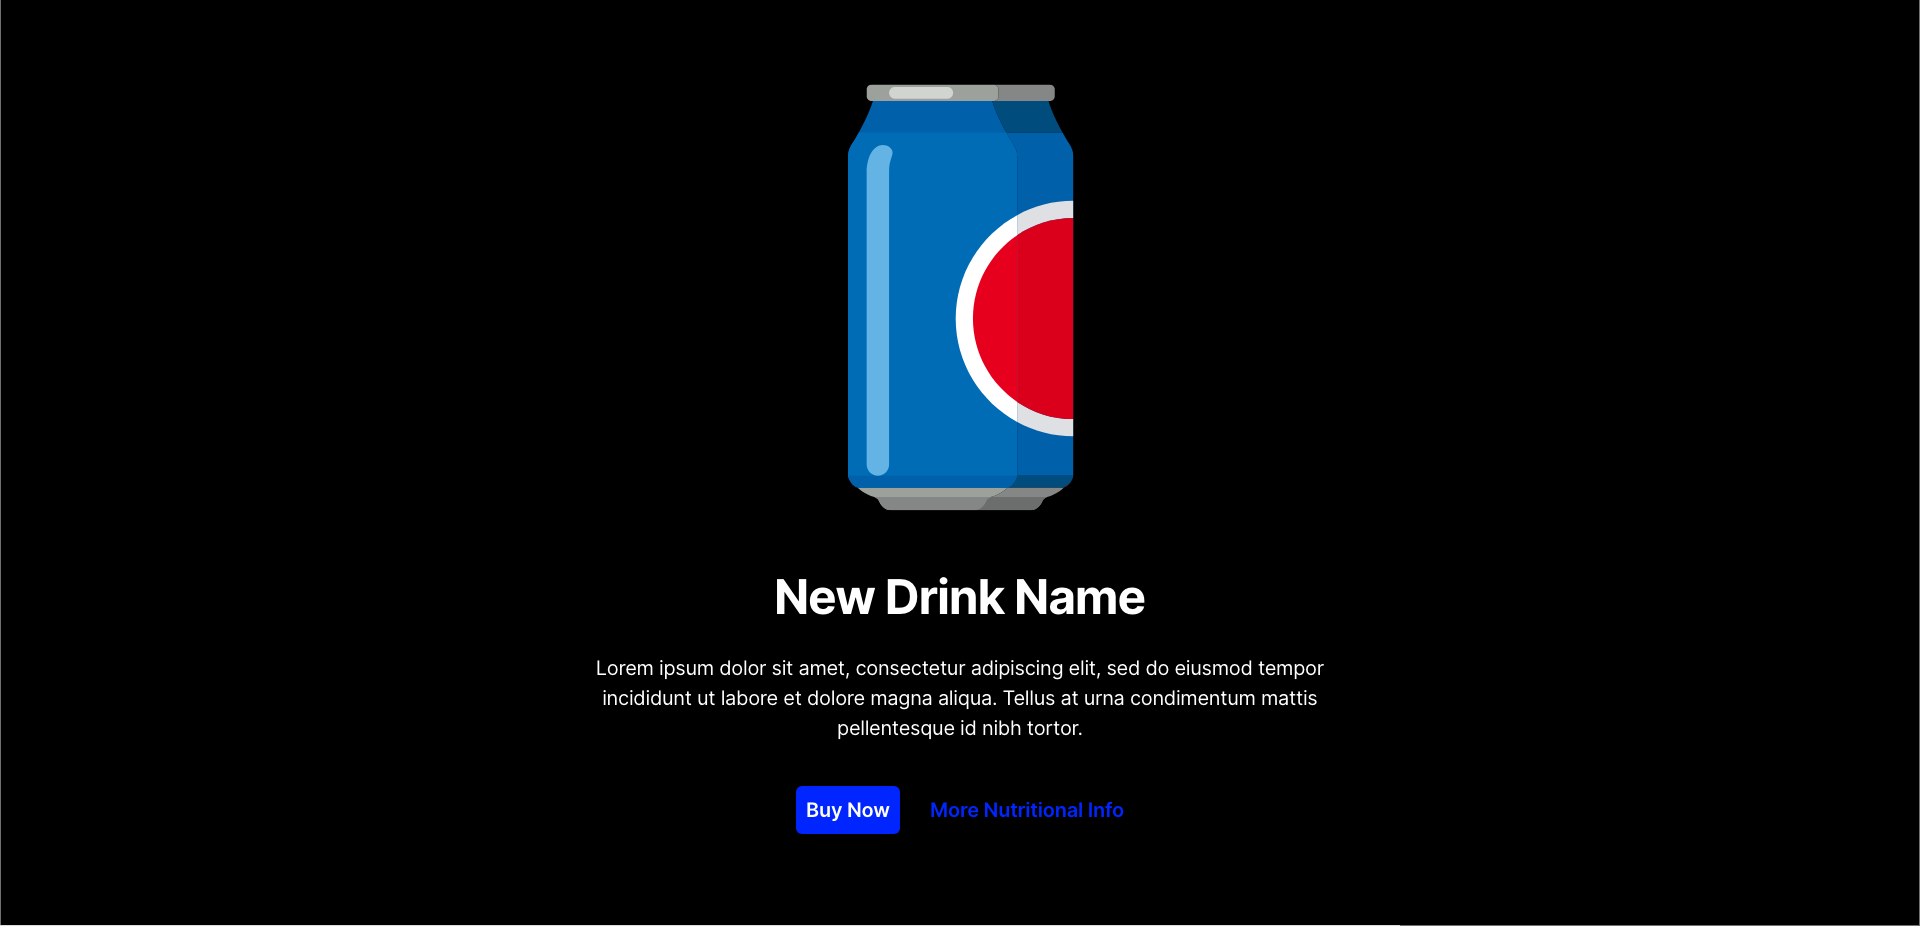 New Drink Name
Lorem ipsum dolor sit amet, consectetur adipiscing elit, sed do eiusmod tempor
incididunt ut labore et dolore magna aliqua. Tellus at urna condimentum mattis
pellentesque id nibh tortor.
Buy Now
More Nutritional Info